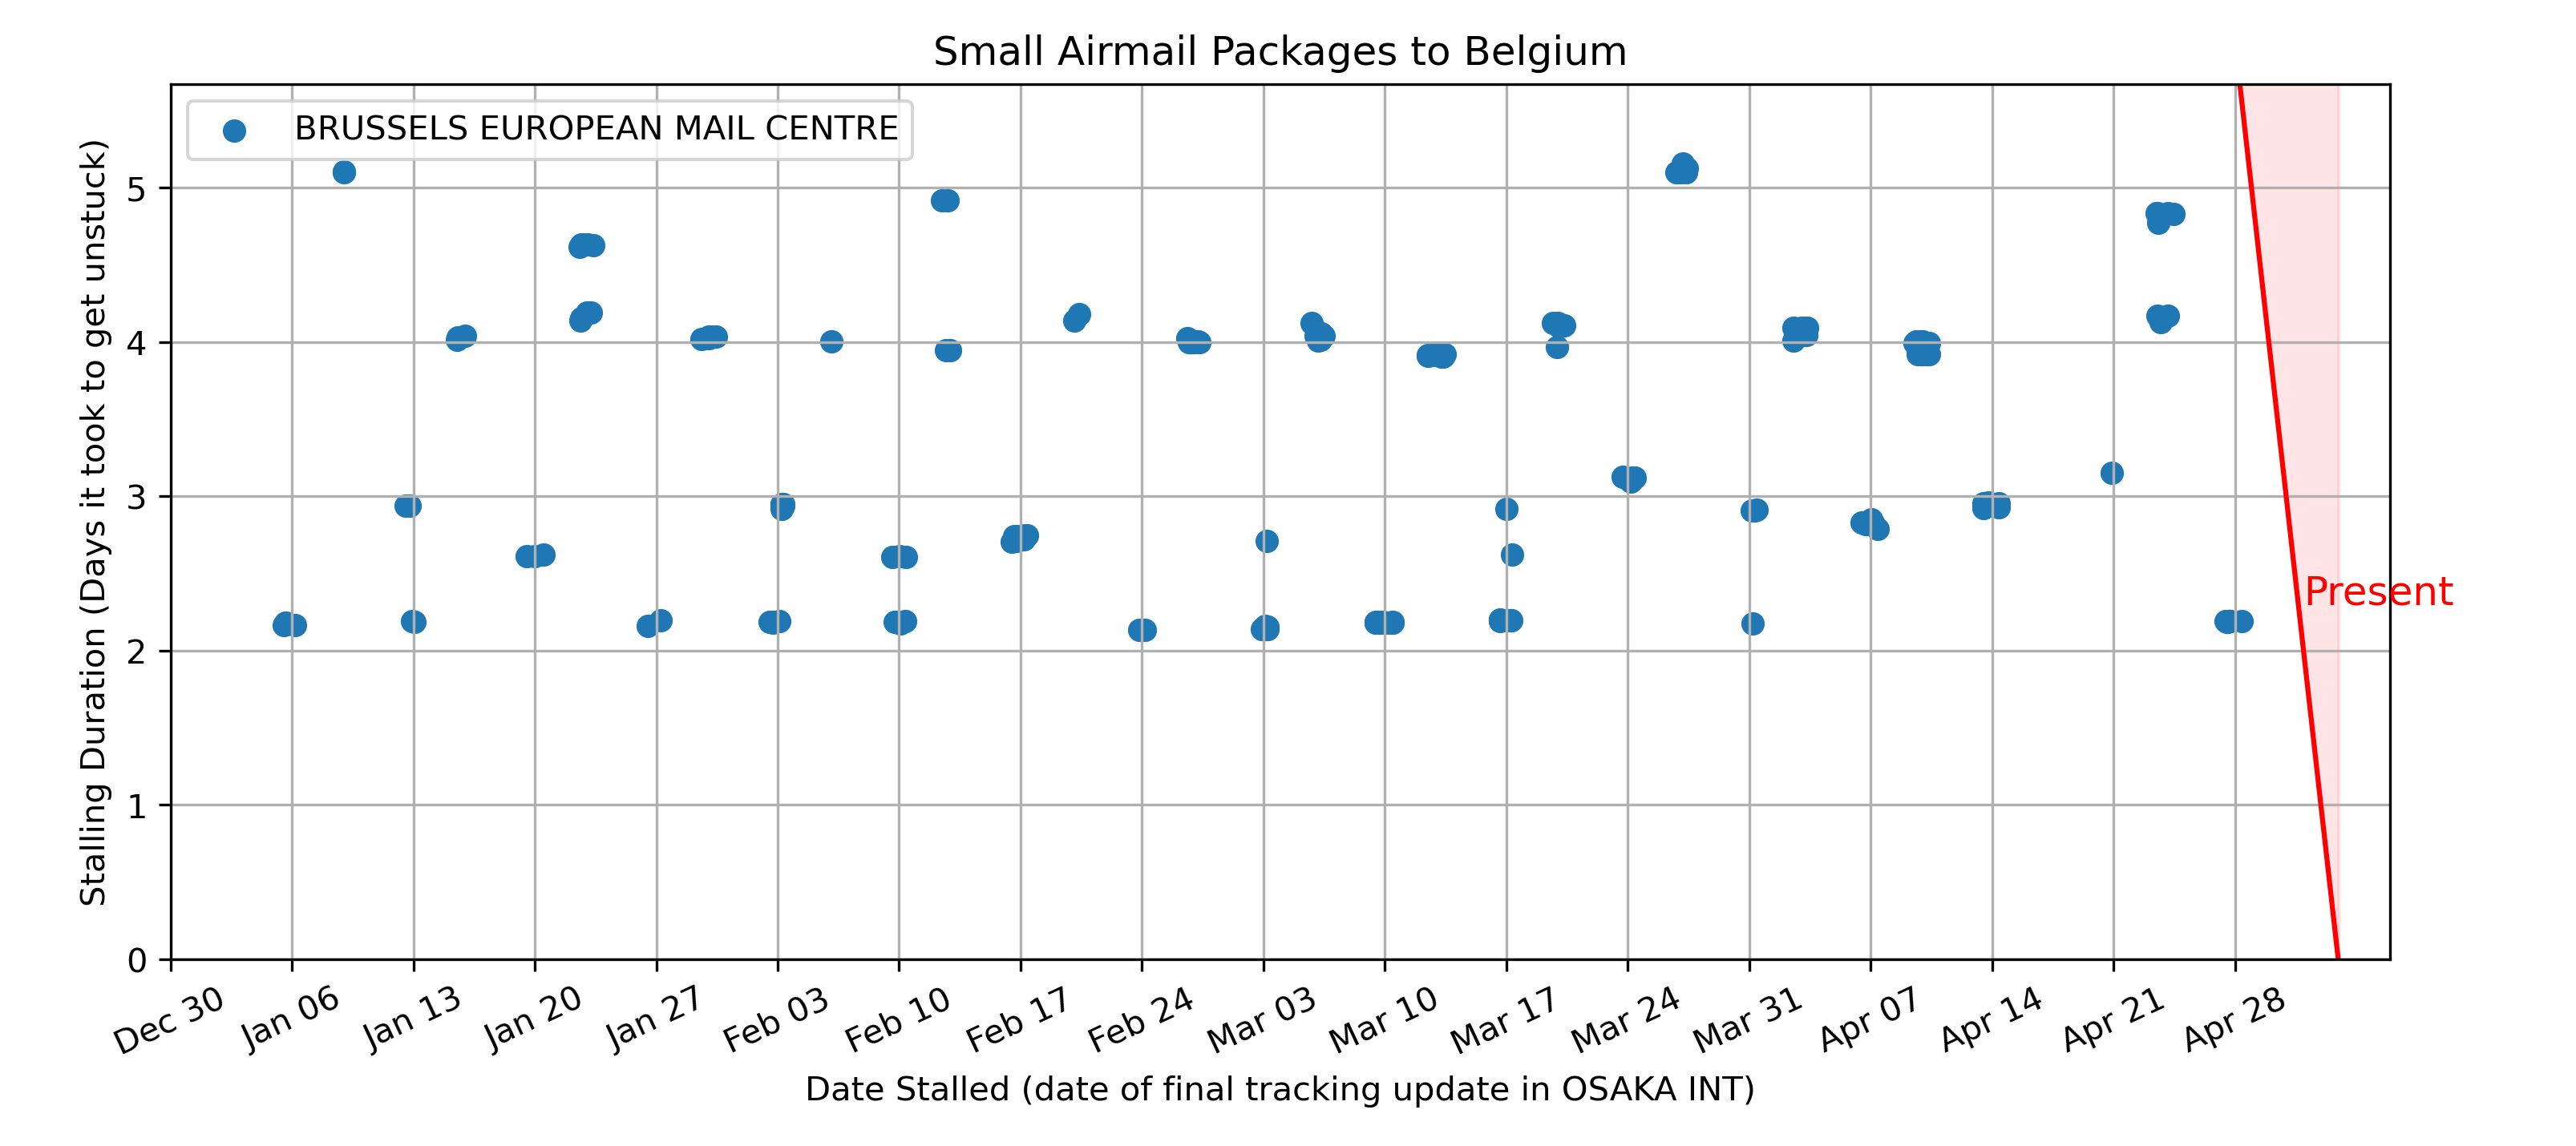 Small Airmail Packages to Belgium
BRUSSELS EUROPEAN MAIL CENTRE
Stalling Duration (Days it took to get unstuck)
5
4
3
2
1
0
Present
Dec 30
Jan 06
Jan 13
Jan 20
Jan 27
Feb 03
Feb 10
Feb 17
Feb 24
Mar 03
Mar 10
Mar 17
Mar 24
Mar 31
Apr 07
Apr 14
Apr 21
Apr 28
Date Stalled (date of final tracking update in OSAKA INT)